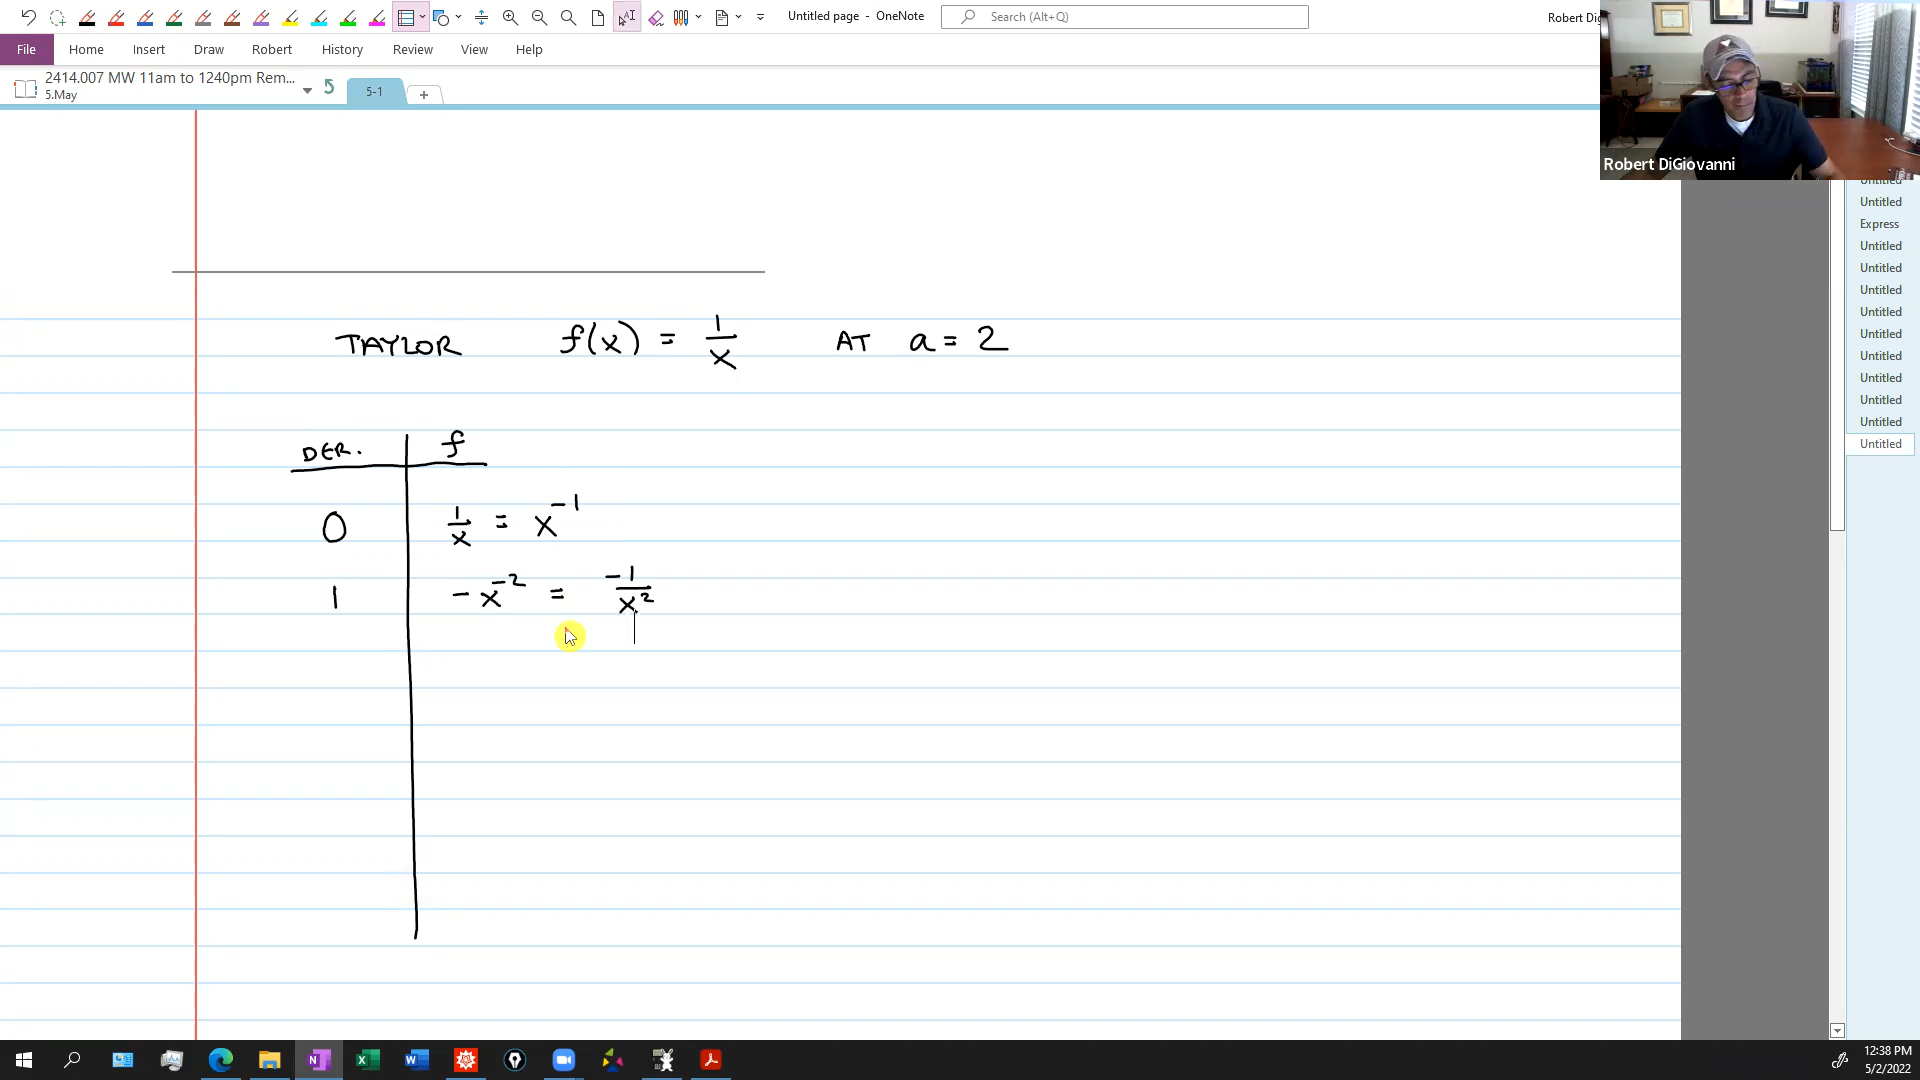 Untitled page - OneNote
Search (Alt+Q)
Robert Dig
File Home Insert Draw Robert History Review View Help
2414.007 MW 11am to 1240pm Rem...
5.May
5-1
Robert DiGiovanni
Untitled
Untitled
Express
Untitled
Untitled
Untitled
Untitled
Untitled
Untitled
Untitled
Untitled
Untitled
Untitled
TAYLOR f(x) = 1/x AT a = 2
DER. f
0 1/x = x⁻¹
1 -x⁻² = -1/x²
12:38 PM
5/2/2022